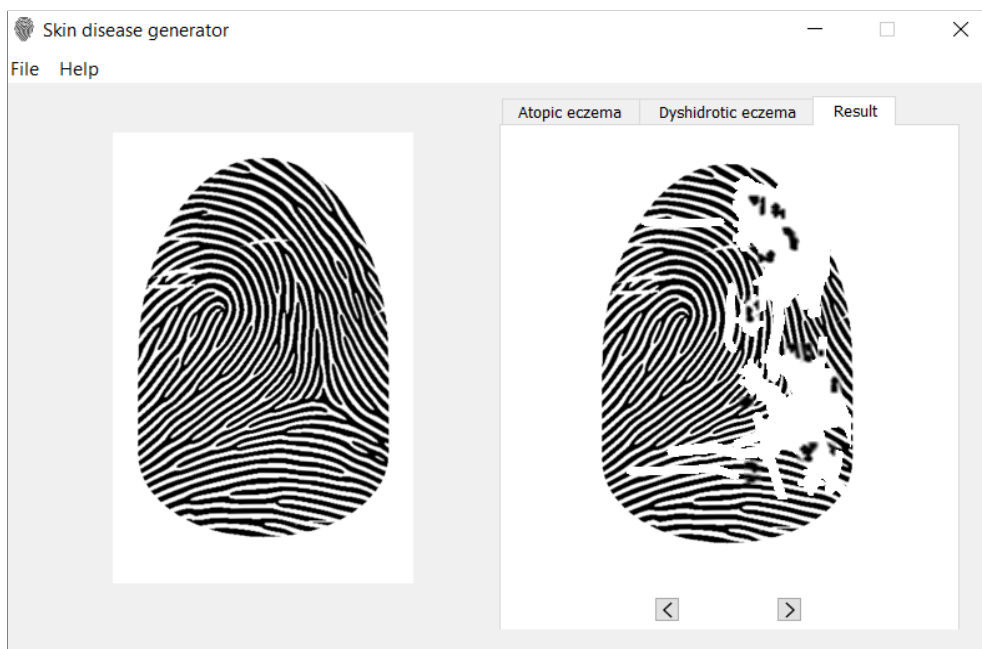 Skin disease generator
File Help
Atopic eczema Dyshidrotic eczema Result
< >